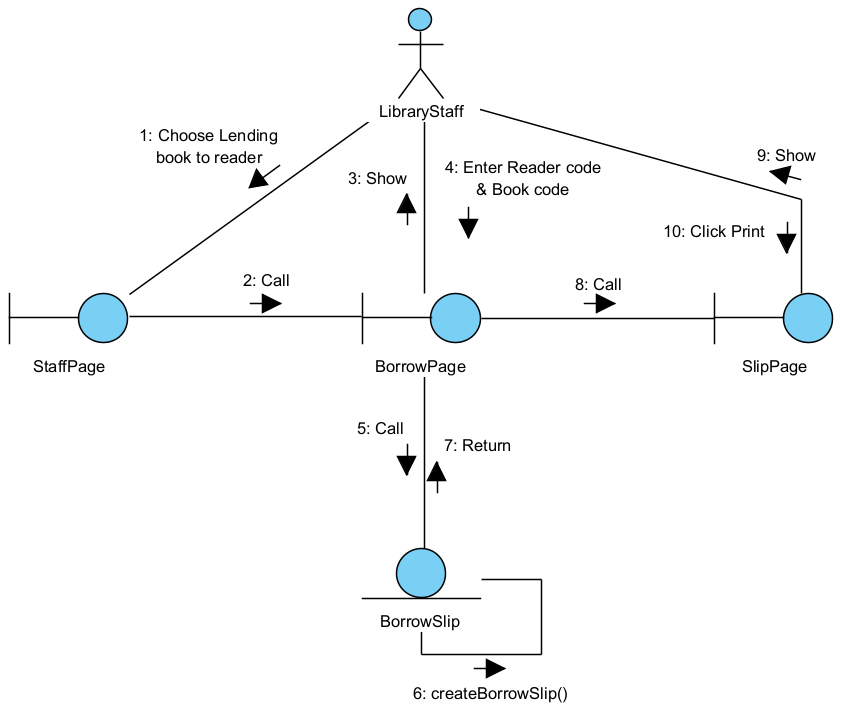 LibraryStaff
1: Choose Lending
book to reader
3: Show
4: Enter Reader code
& Book code
9: Show
10: Click Print
2: Call
8: Call
StaffPage
BorrowPage
SlipPage
5: Call
7: Return
BorrowSlip
6: createBorrowSlip()